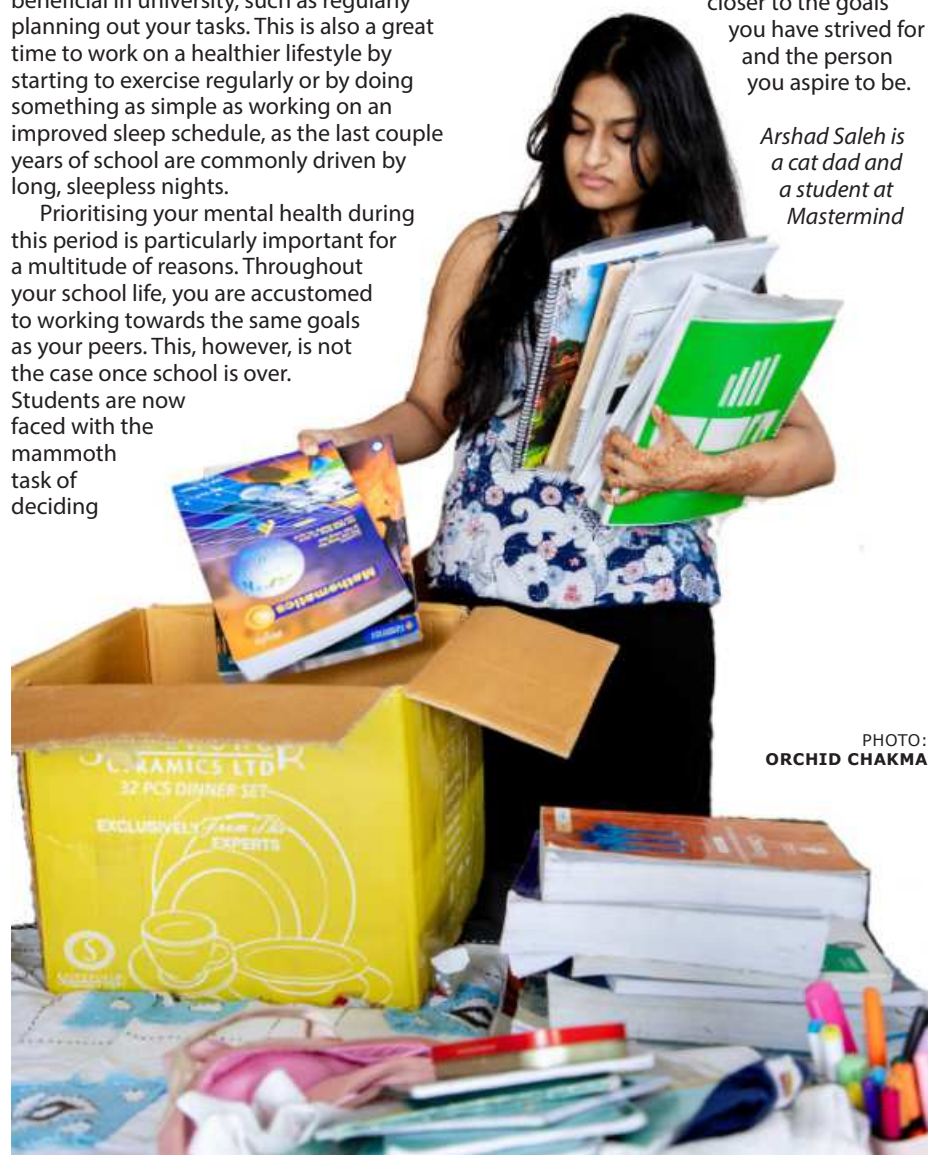 beneficial in university, such as regularly
planning out your tasks. This is also a great
time to work on a healthier lifestyle by
starting to exercise regularly or by doing
something as simple as working on an
improved sleep schedule, as the last couple
years of school are commonly driven by
long, sleepless nights.
Prioritising your mental health during
this period is particularly important for
a multitude of reasons. Throughout
your school life, you are accustomed
to working towards the same goals
as your peers. This, however, is not
the case once school is over.
Students are now
faced with the
mammoth
task of
deciding
closer to the goals
you have strived for
and the person
you aspire to be.
Arshad Saleh is
a cat dad and
a student at
Mastermind
Mathematics
CERAMICS LTD
32 PCS DINNER SET
EXCLUSIVELY From The
EXPERTS
PHOTO:
ORCHID CHAKMA